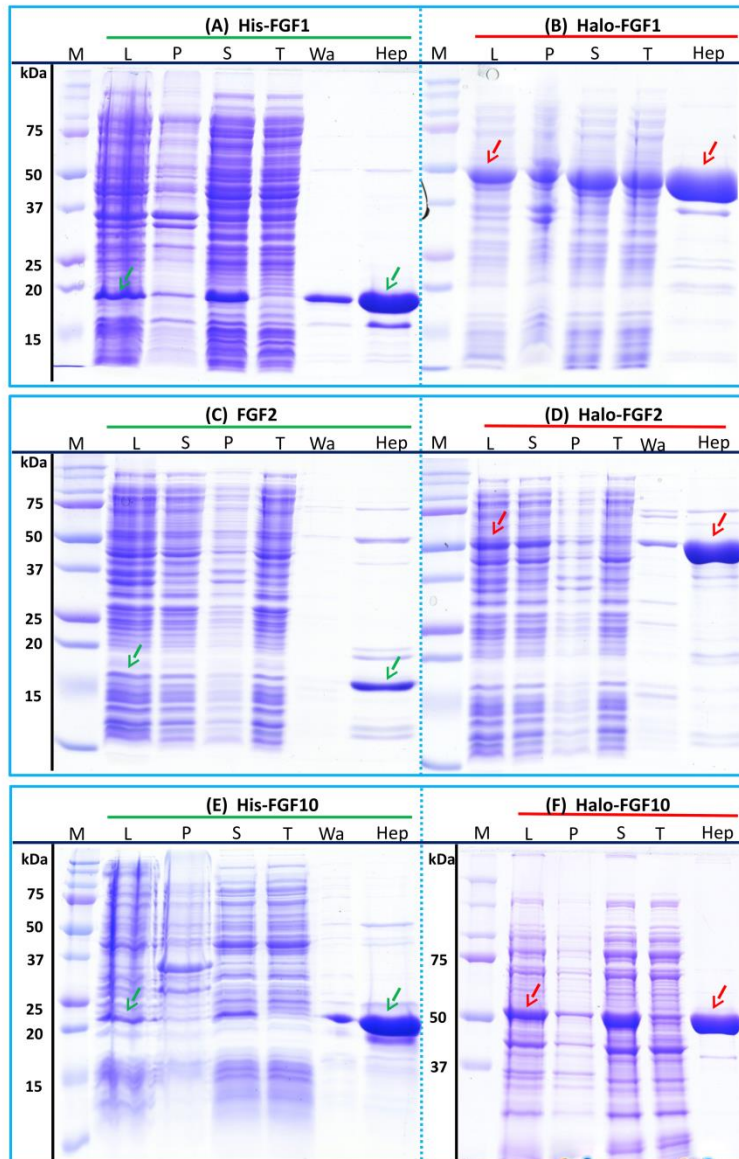 (A) His-FGF1 (B) Halo-FGF1
M L P S T Wa Hep M L P S T Hep
kDa
75
50
37
25
20
15
(C) FGF2 (D) Halo-FGF2
M L S P T Wa Hep M L S P T Wa Hep
kDa
75
50
37
25
20
15
(E) His-FGF10 (F) Halo-FGF10
M L P S T Wa Hep M L P S T Hep
kDa kDa
75
50
37
25
20
15
75
50
37